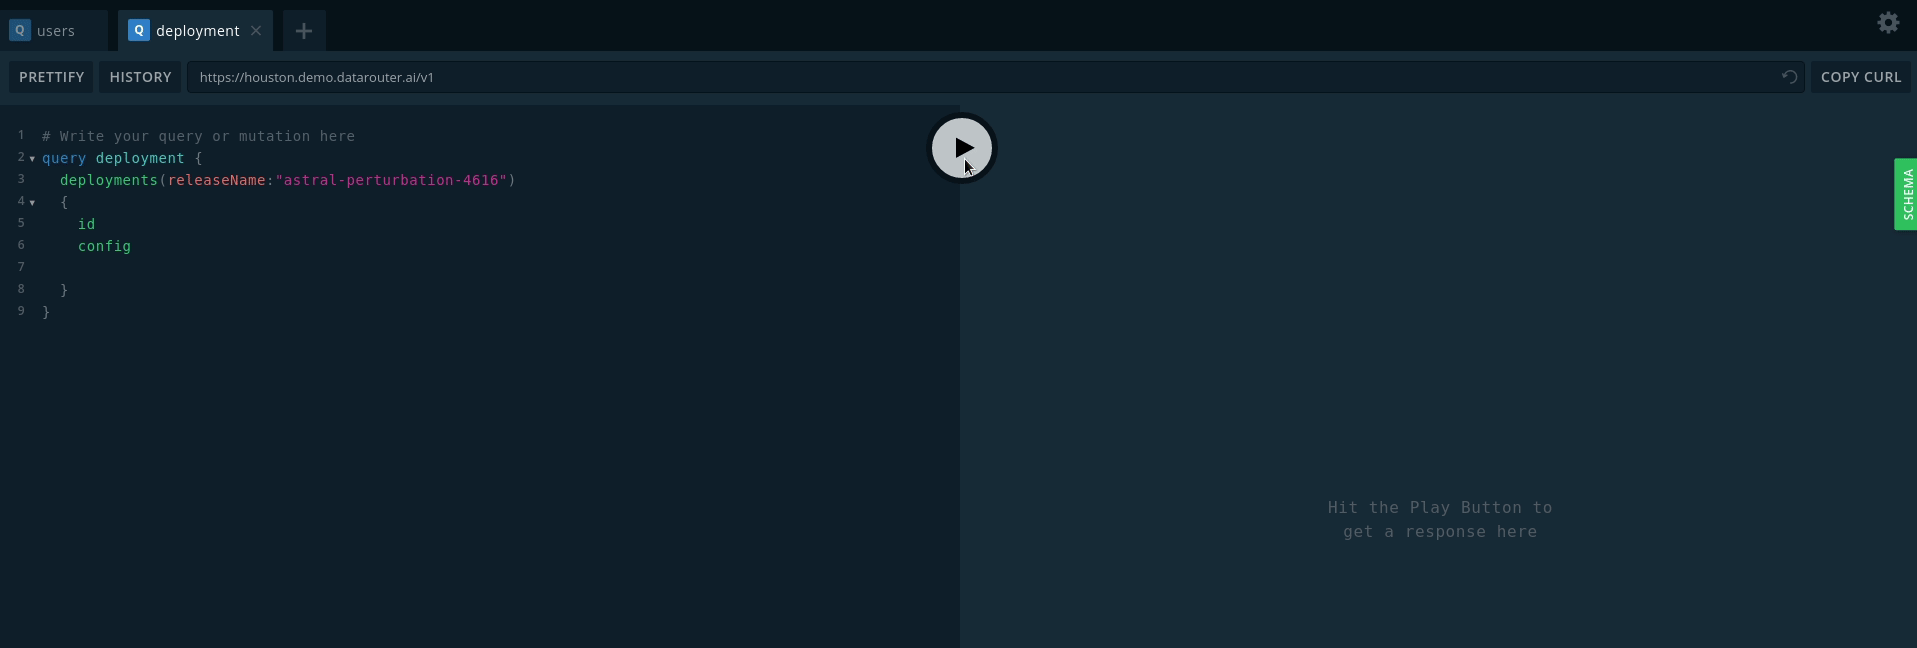 Q users
Q deployment ×
+
PRETTIFY
HISTORY
https://houston.demo.datarouter.ai/v1
COPY CURL
1 # Write your query or mutation here
2 query deployment {
3 deployments(releaseName:"astral-perturbation-4616")
4 {
5 id
6 config
7
8 }
9 }
SCHEMA
Hit the Play Button to
get a response here